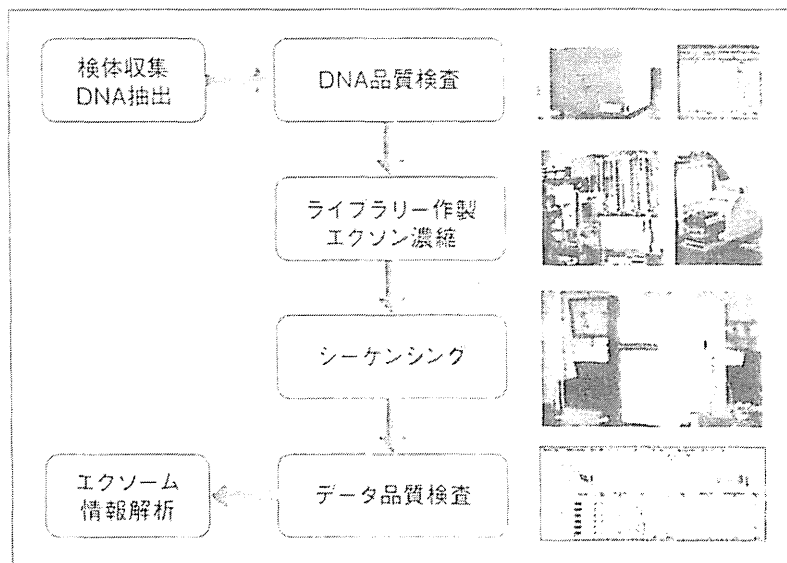 検体収集
DNA抽出
DNA品質検査
ライブラリー作製
エクソン濃縮
シーケンシング
データ品質検査
エクソーム
情報解析